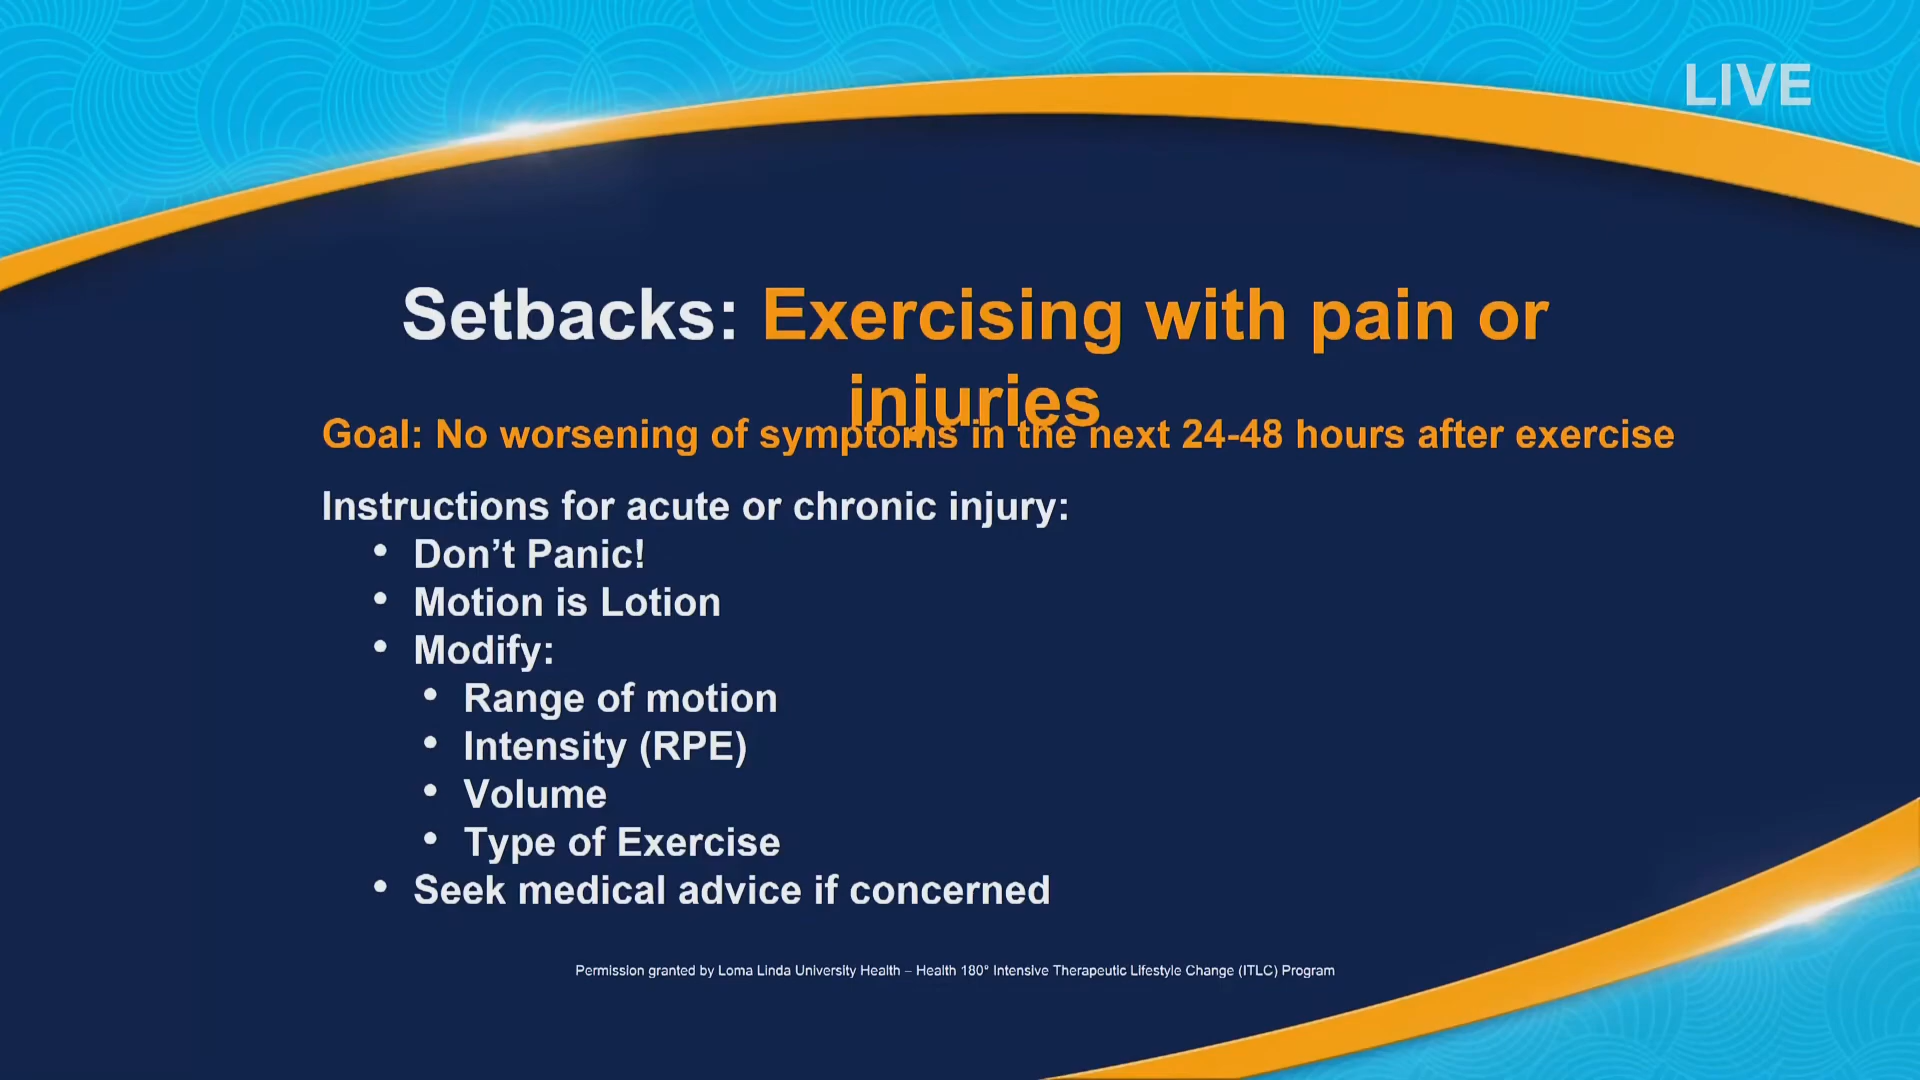 LIVE
Setbacks: Exercising with pain or
injuries
Goal: No worsening of symptoms in the next 24-48 hours after exercise
Instructions for acute or chronic injury:
• Don’t Panic!
• Motion is Lotion
• Modify:
• Range of motion
• Intensity (RPE)
• Volume
• Type of Exercise
• Seek medical advice if concerned
Permission granted by Loma Linda University Health – Health 180° Intensive Therapeutic Lifestyle Change (ITLC) Program